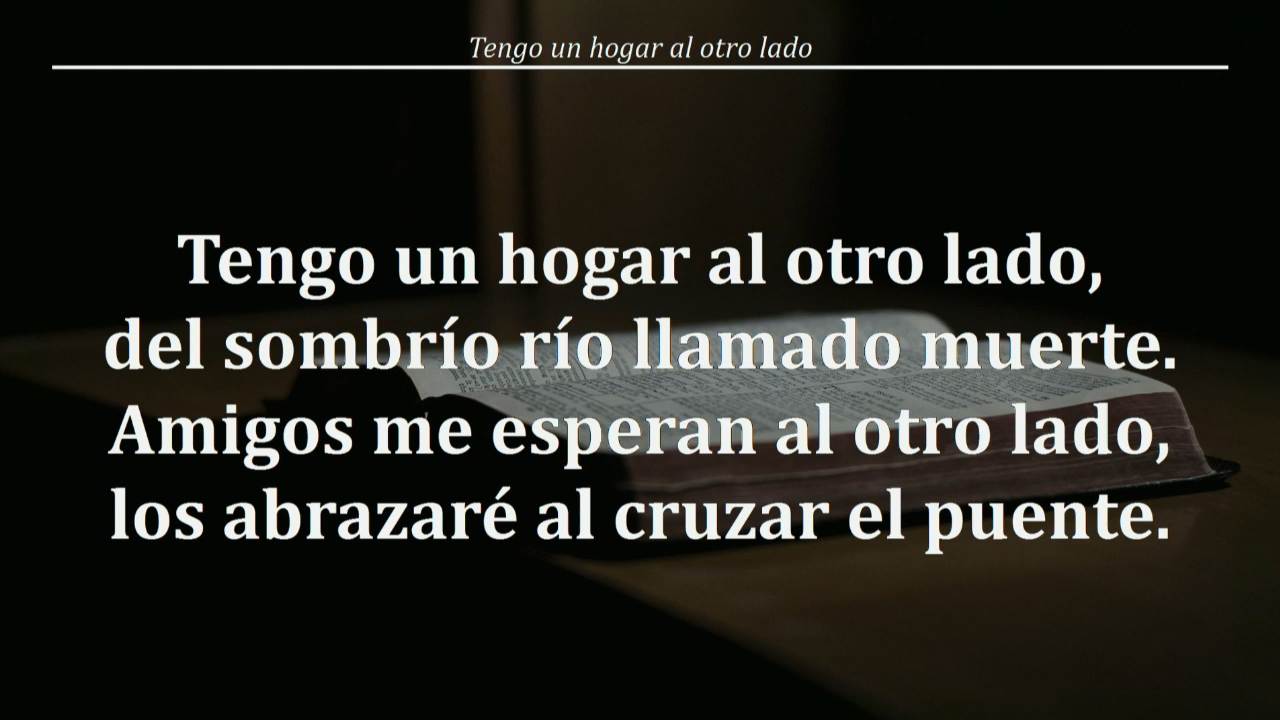 Tengo un hogar al otro lado
Tengo un hogar al otro lado,
del sombrío río llamado muerte.
Amigos me esperan al otro lado,
los abrazaré al cruzar el puente.